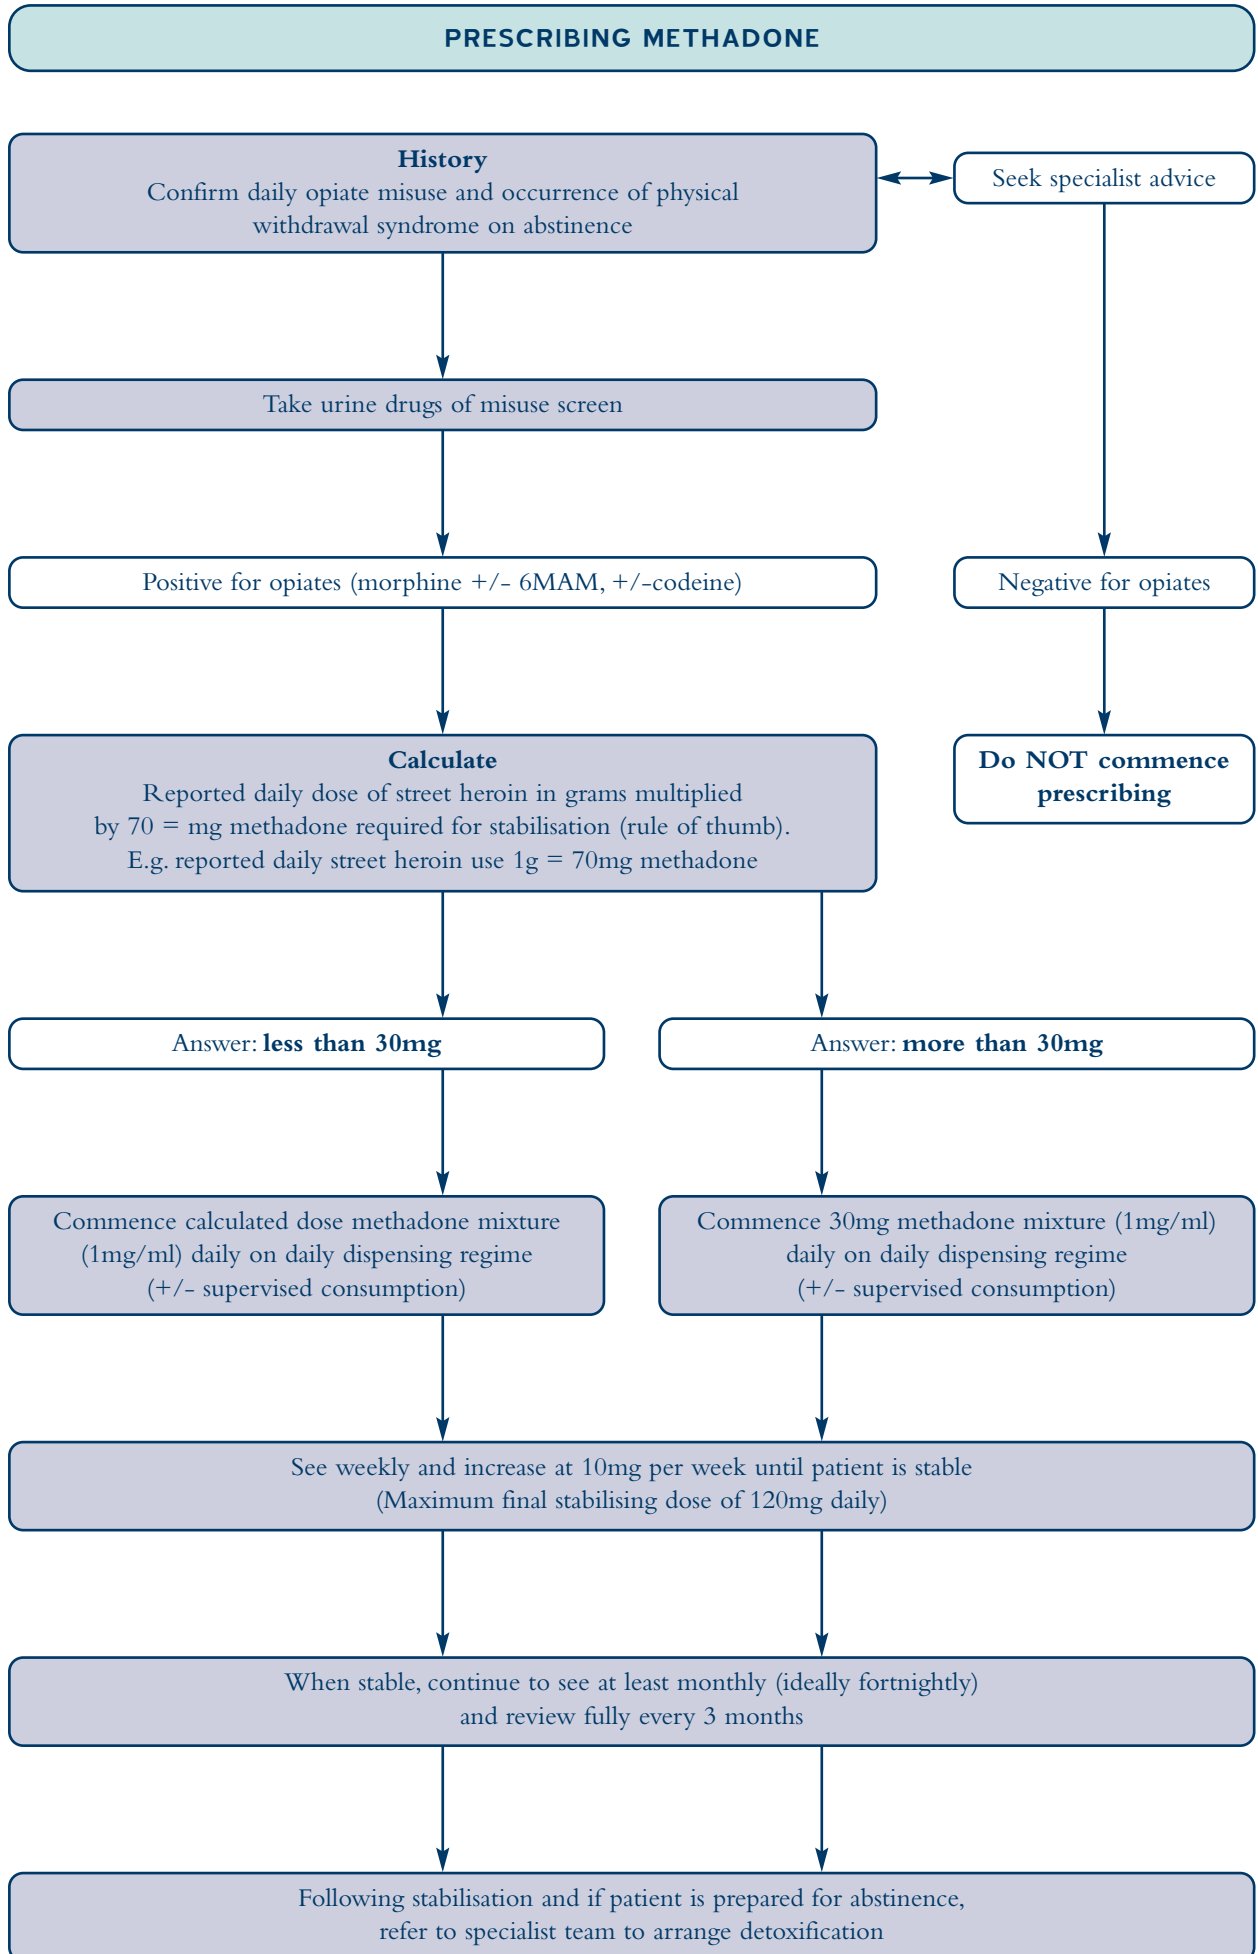 PRESCRIBING METHADONE
History
Confirm daily opiate misuse and occurrence of physical
withdrawal syndrome on abstinence
Seek specialist advice
Take urine drugs of misuse screen
Positive for opiates (morphine +/- 6MAM, +/-codeine)
Negative for opiates
Calculate
Reported daily dose of street heroin in grams multiplied
by 70 = mg methadone required for stabilisation (rule of thumb).
E.g. reported daily street heroin use 1g = 70mg methadone
Do NOT commence
prescribing
Answer: less than 30mg
Answer: more than 30mg
Commence calculated dose methadone mixture
(1mg/ml) daily on daily dispensing regime
(+/- supervised consumption)
Commence 30mg methadone mixture (1mg/ml)
daily on daily dispensing regime
(+/- supervised consumption)
See weekly and increase at 10mg per week until patient is stable
(Maximum final stabilising dose of 120mg daily)
When stable, continue to see at least monthly (ideally fortnightly)
and review fully every 3 months
Following stabilisation and if patient is prepared for abstinence,
refer to specialist team to arrange detoxification